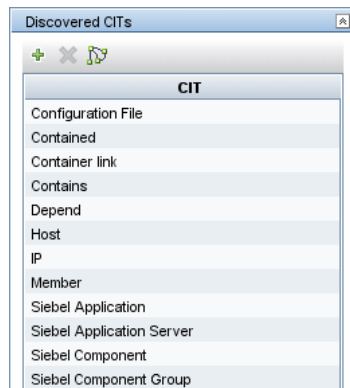 Discovered CITs
CIT
Configuration File
Contained
Container link
Contains
Depend
Host
IP
Member
Siebel Application
Siebel Application Server
Siebel Component
Siebel Component Group